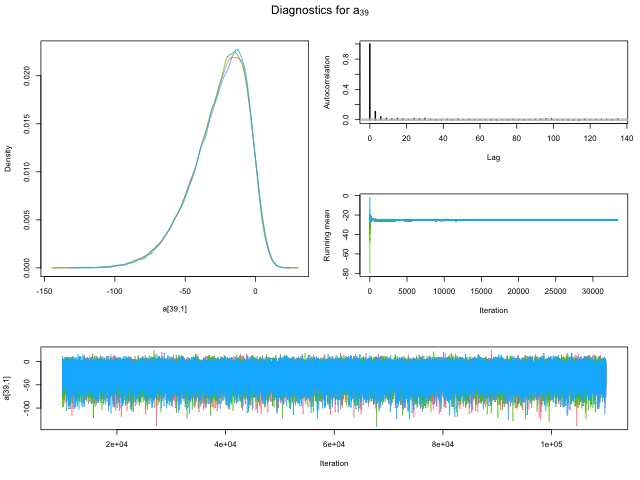 Diagnostics for a39
Density
0.000 0.005 0.010 0.015 0.020
-150 -100 -50 0
a[39,1]
Autocorrelation
0.0 0.4 0.8
0 20 40 60 80 100 120 140
Lag
Running mean
-80 -60 -40 -20 0
0 5000 10000 15000 20000 25000 30000
Iteration
a[39,1]
-100 -50 0
2e+04 4e+04 6e+04 8e+04 1e+05
Iteration